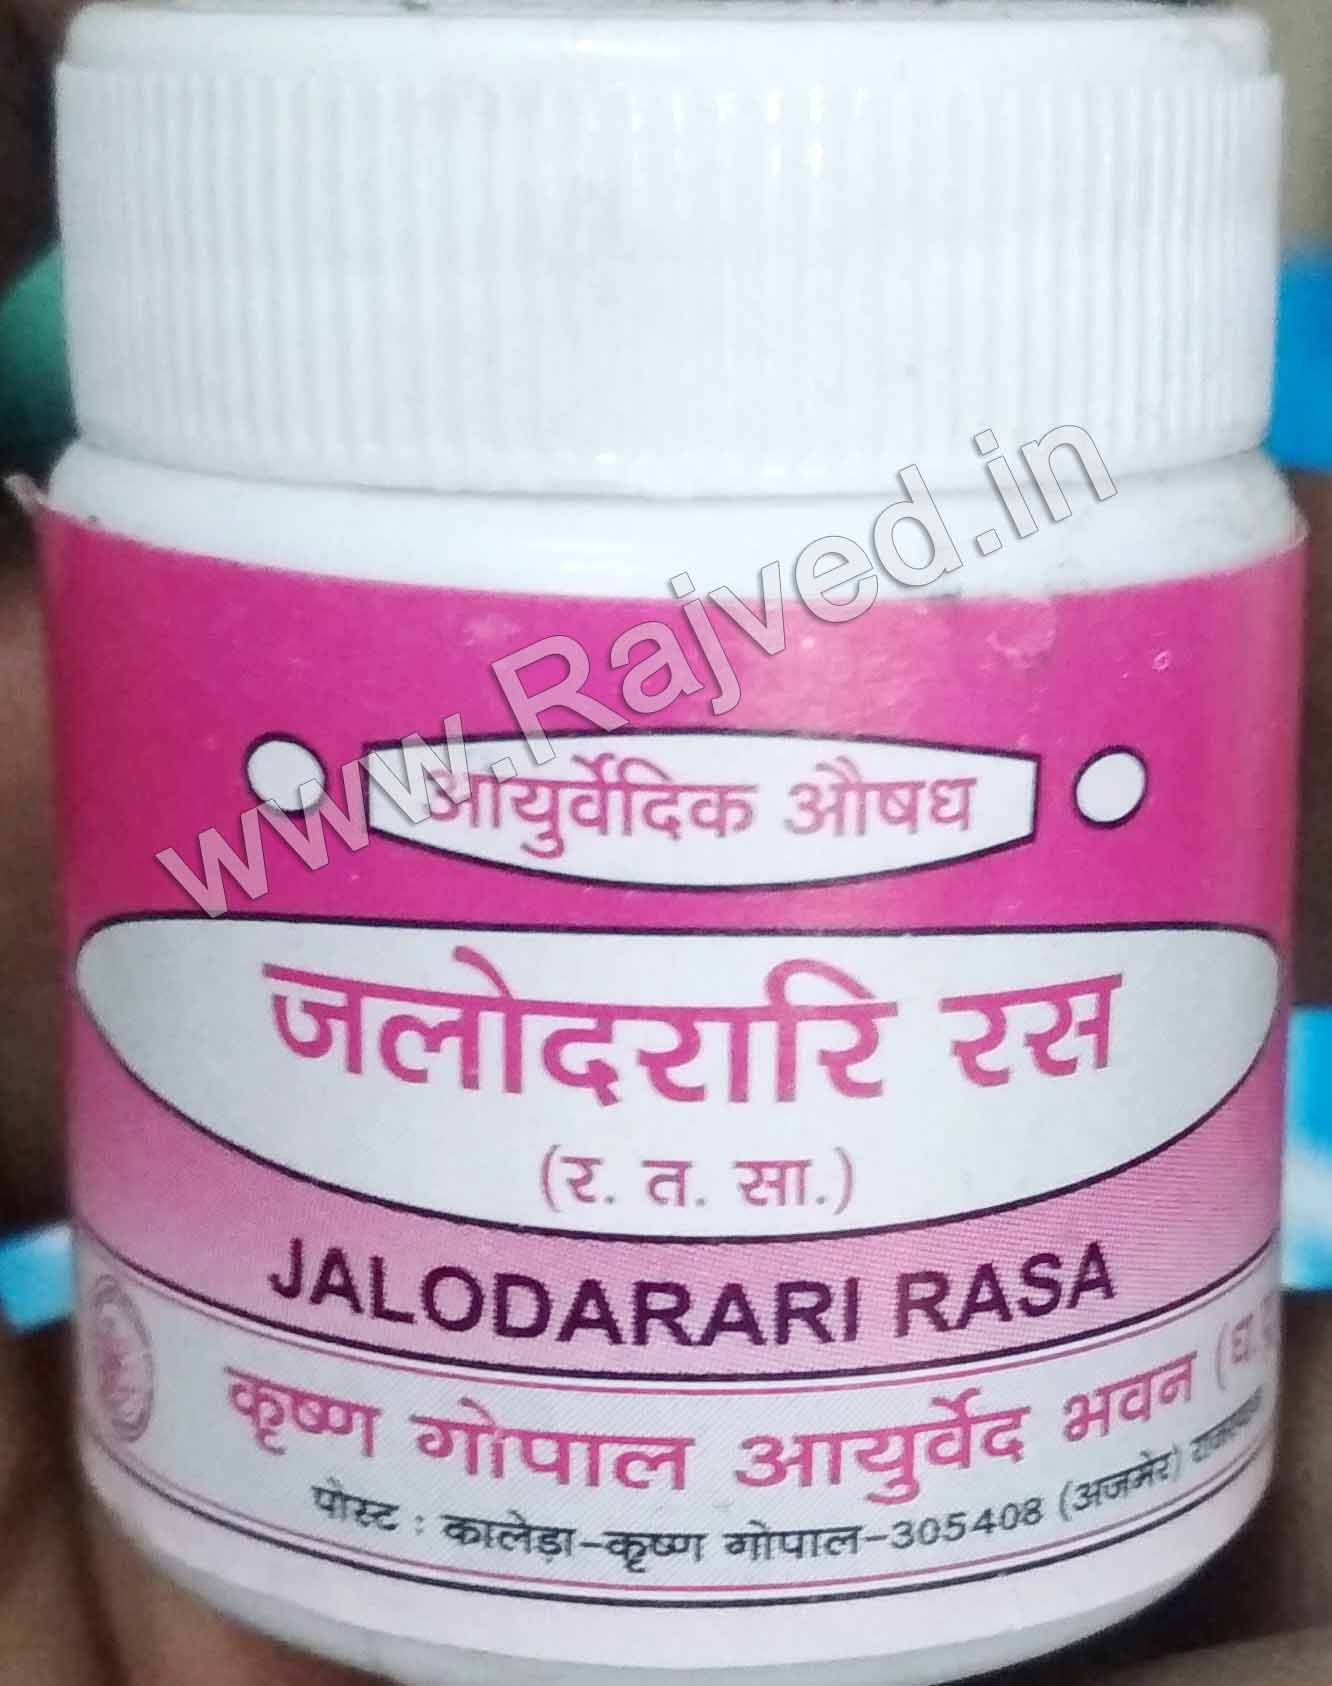 www.Rajved.in
आयुर्वेदिक औषध
जलोदरारि रस
(र. त. सा.)
JALODARARI RASA
कृष्ण गोपाल आयुर्वेद भवन
पोस्ट : कालेड़ा-कृष्ण गोपाल-305408 (अजमेर)